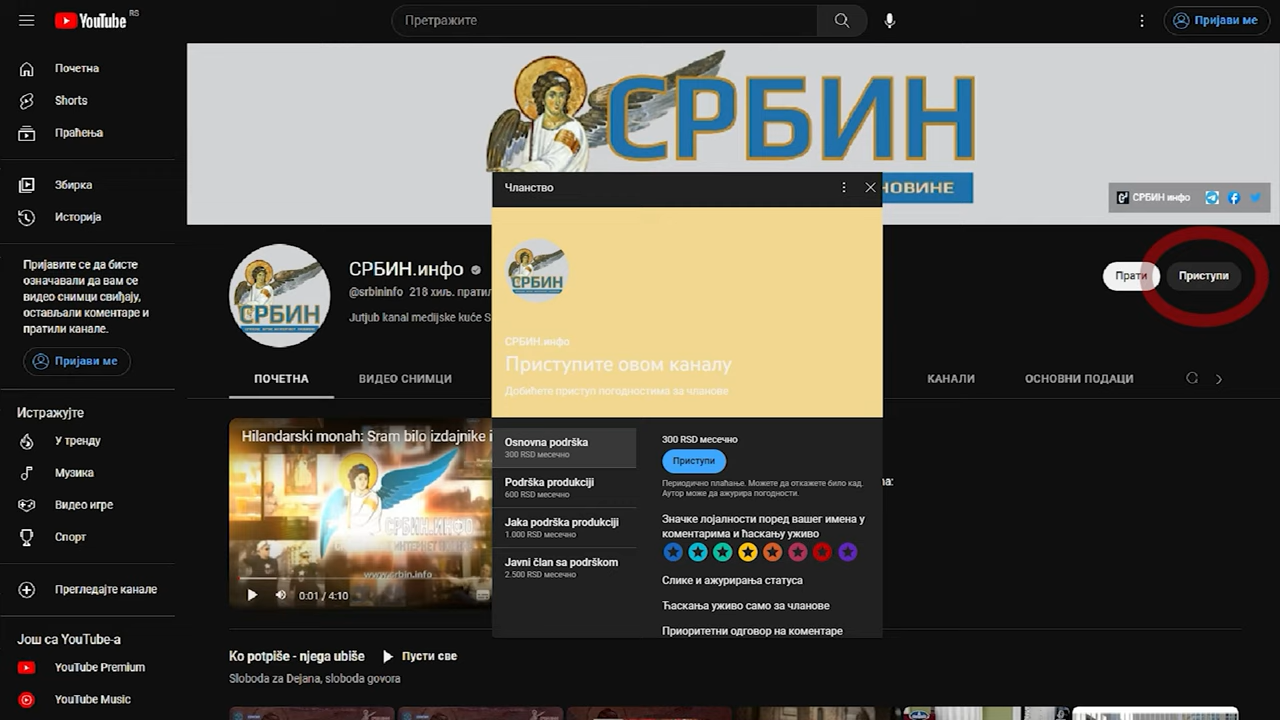 YouTube RS
Претражите
Пријави ме
Почетна
Shorts
Праћења
Збирка
Историја
Пријавите се да бисте
означавали да вам се
видео снимци свиђају,
остављали коментаре и
пратили канале.
Пријави ме
Истражујте
У тренду
Музика
Видео игре
Спорт
Прегледајте канале
Још са YouTube-а
YouTube Premium
YouTube Music
СРБИН
НОВИНЕ
СРБИН инфо
СРБИН
СРБИН.инфо
@srbininfo 218 хиљ. пратил
Jutjub kanal medijske kuće S
Прати
Приступи
ПОЧЕТНА
ВИДЕО СНИМЦИ
КАНАЛИ
ОСНОВНИ ПОДАЦИ
Чланство
СРБИН
СРБИН.инфо
Приступите овом каналу
Добићете приступ погодностима за чланове
Osnovna podrška
300 RSD месечно
Podrška produkciji
600 RSD месечно
Jaka podrška produkciji
1.000 RSD месечно
Javni član sa podrškom
2.500 RSD месечно
300 RSD месечно
Приступи
Периодично плаћање. Можете да откажете било кад.
Аутор може да ажурира погодности.
Значке лојалности поред вашег имена у
коментарима и ћаскању уживо
Слике и ажурирања статуса
Ћаскања уживо само за чланове
Приоритетни одговор на коментаре
Hilandarski monah: Sram bilo izdajnike i
СРБИН.ИНФО
www.srbin.info
0:01 / 4:10
Ko potpiše - njega ubiše
Пусти све
Sloboda za Dejana, sloboda govora